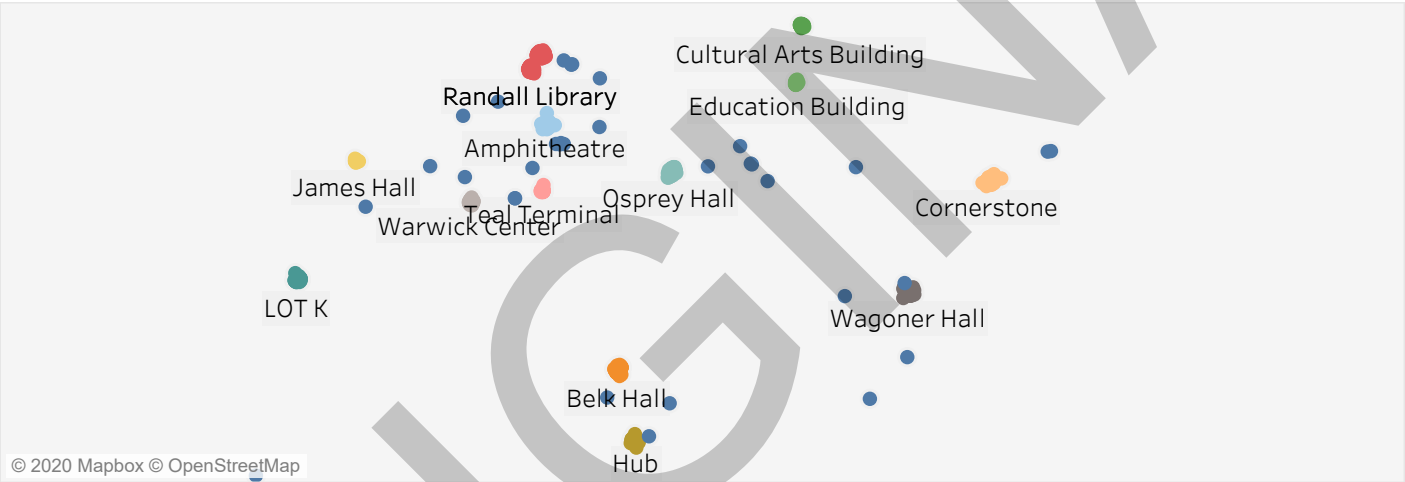 Cultural Arts Building
Randall Library
Education Building
Amphitheatre
James Hall
Osprey Hall
Teal Terminal
Warwick Center
Cornerstone
LOT K
Wagoner Hall
Belk Hall
Hub
© 2020 Mapbox © OpenStreetMap